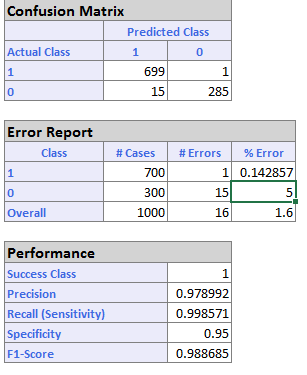 Confusion Matrix
Predicted Class
Actual Class 1 0
1 699 1
0 15 285
Error Report
Class # Cases # Errors % Error
1 700 1 0.142857
0 300 15 5
Overall 1000 16 1.6
Performance
Success Class 1
Precision 0.978992
Recall (Sensitivity) 0.998571
Specificity 0.95
F1-Score 0.988685